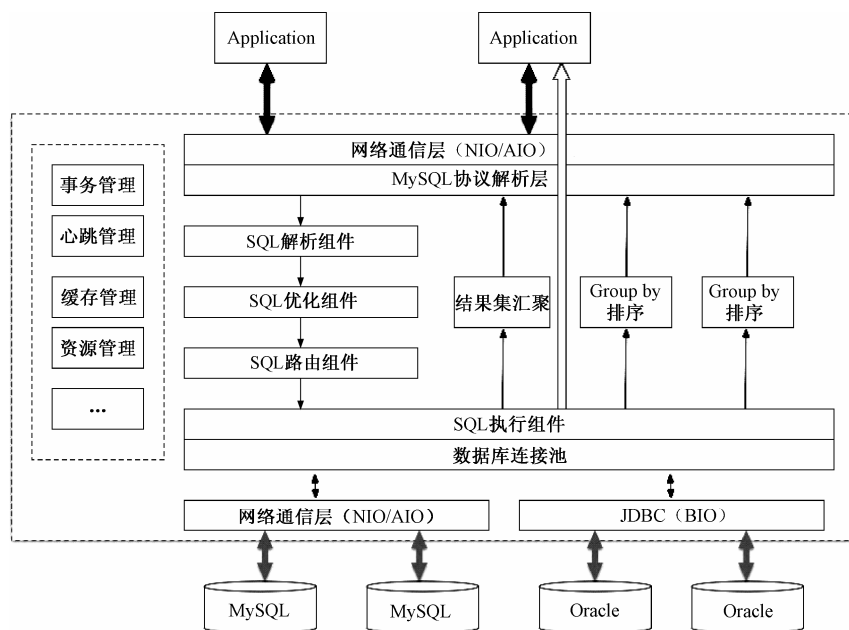 Application
Application
网络通信层（NIO/AIO）
MySQL协议解析层
事务管理
心跳管理
缓存管理
资源管理
...
SQL解析组件
SQL优化组件
SQL路由组件
结果集汇聚
Group by
排序
Group by
排序
SQL执行组件
数据库连接池
网络通信层（NIO/AIO）
JDBC（BIO）
MySQL
MySQL
Oracle
Oracle